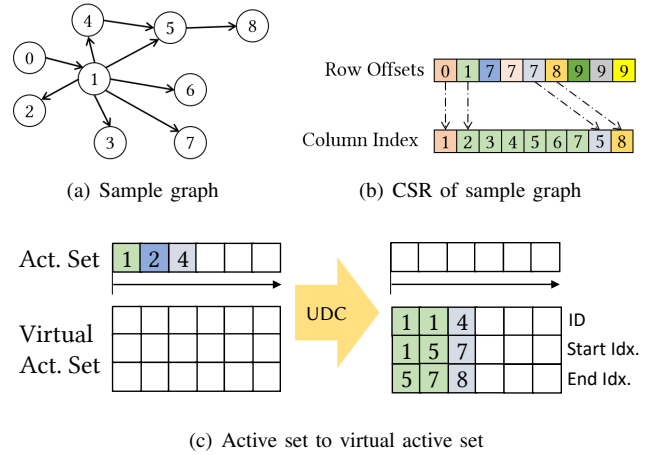 4
5
8
0
1
6
2
3
7
(a) Sample graph
Row Offsets 0 1 7 7 7 8 9 9 9
Column Index 1 2 3 4 5 6 7 5 8
(b) CSR of sample graph
Act. Set 1 2 4
Virtual
Act. Set
UDC
1 1 4 ID
1 5 7 Start Idx.
5 7 8 End Idx.
(c) Active set to virtual active set